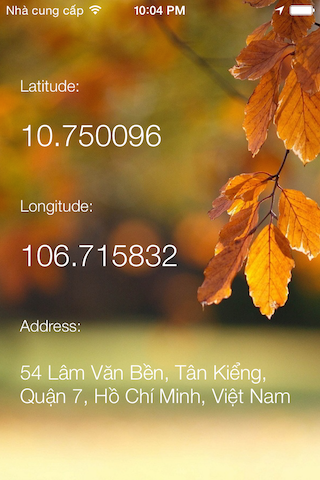 Nhà cung cấp 10:04 PM
Latitude:
10.750096
Longitude:
106.715832
Address:
54 Lâm Văn Bền, Tân Kiểng,
Quận 7, Hồ Chí Minh, Việt Nam